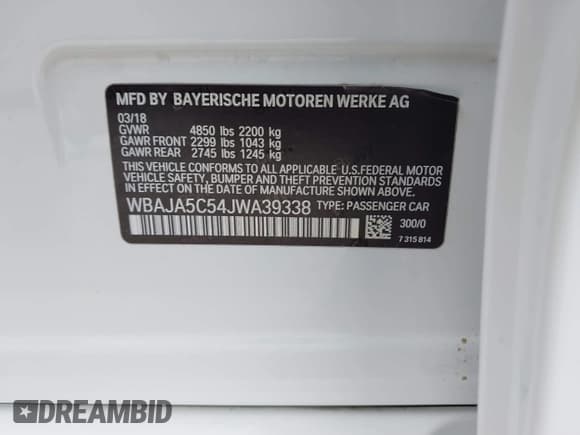 MFD BY BAYERISCHE MOTOREN WERKE AG
03/18
GVWR 4850 lbs 2200 kg
GAWR FRONT 2299 lbs 1043 kg
GAWR REAR 2745 lbs 1245 kg
THIS VEHICLE CONFORMS TO ALL APPLICABLE U.S.FEDERAL MOTOR
VEHICLE SAFETY, BUMPER AND THEFT PREVENTION STANDARDS IN
EFFECT ON THE DATE OF MANUFACTURE SHOWN ABOVE.
WBAJA5C54JWA39338 TYPE: PASSENGER CAR
300/0
7 315 814
DREAMBID